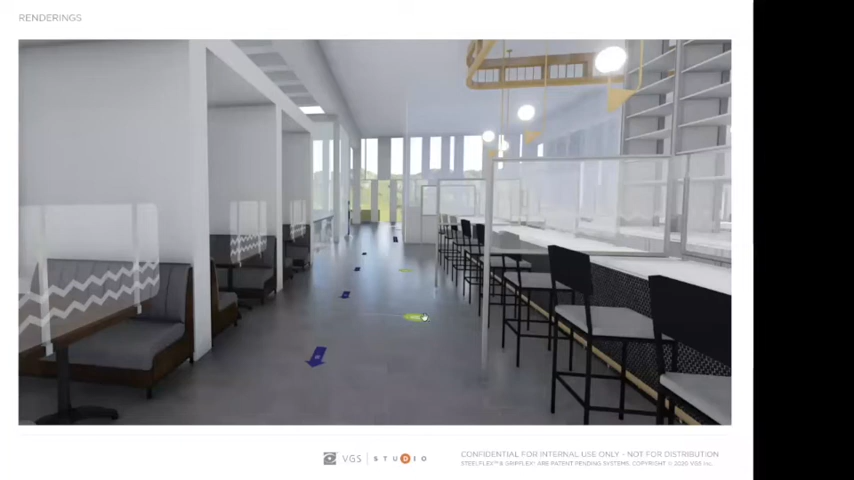 RENDERINGS
VGS | STUDIO
CONFIDENTIAL FOR INTERNAL USE ONLY - NOT FOR DISTRIBUTION
STEELFLEX™ & GRIPFLEX™ ARE PATENT PENDING SYSTEMS. COPYRIGHT © 2020 VGS Inc.